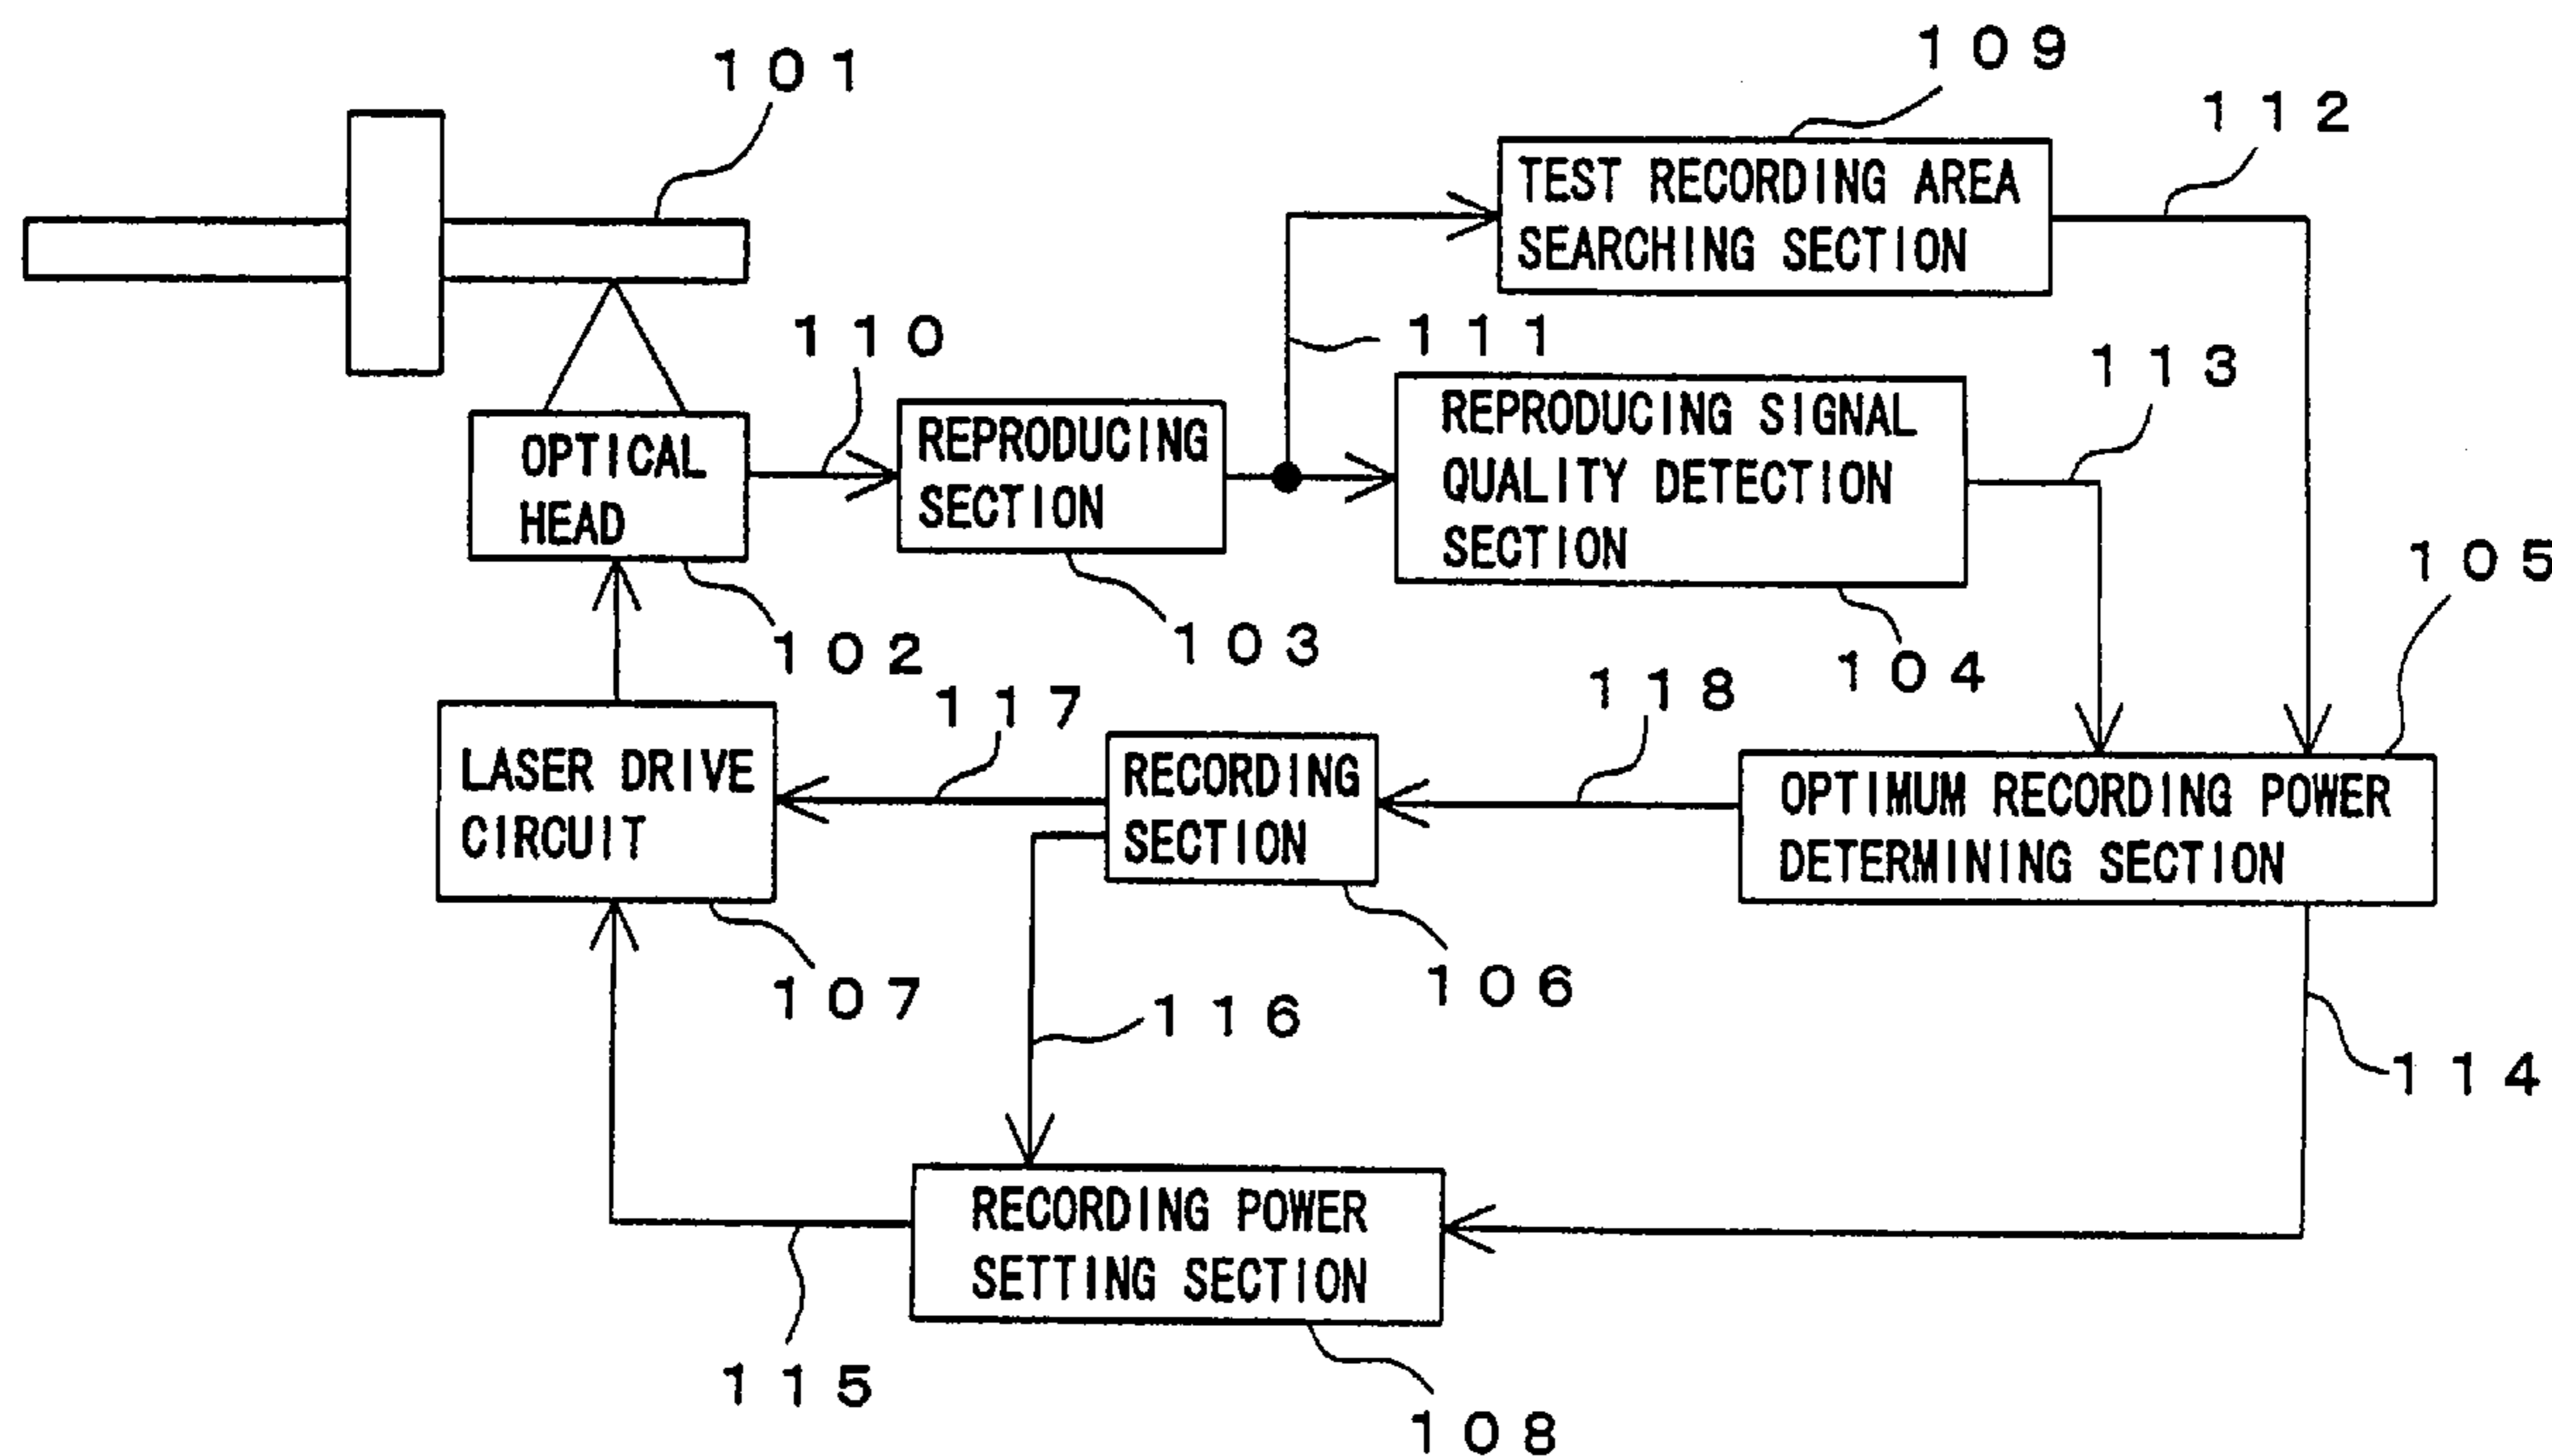 101
109
112
TEST RECORDING AREA
SEARCHING SECTION
110
111
113
OPTICAL
HEAD
REPRODUCING
SECTION
REPRODUCING SIGNAL
QUALITY DETECTION
SECTION
105
102
103
104
117
118
LASER DRIVE
CIRCUIT
RECORDING
SECTION
OPTIMUM RECORDING POWER
DETERMINING SECTION
107
106
116
114
RECORDING POWER
SETTING SECTION
115
108